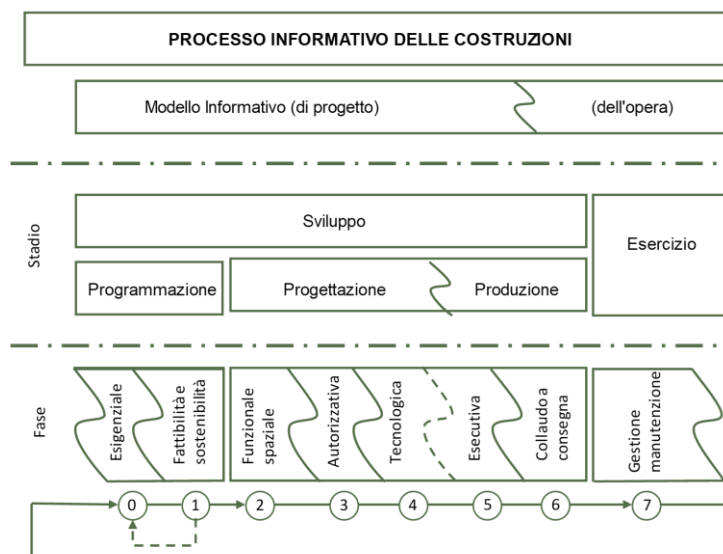 PROCESSO INFORMATIVO DELLE COSTRUZIONI
Modello Informativo (di progetto)
(dell'opera)
Stadio
Sviluppo
Esercizio
Programmazione
Progettazione
Produzione
Fase
Esigenziale
Fattibilità e
sostenibilità
Funzionale
spaziale
Autorizzativa
Tecnologica
Esecutiva
Collaudo a
consegna
Gestione
manutenzione
0
1
2
3
4
5
6
7